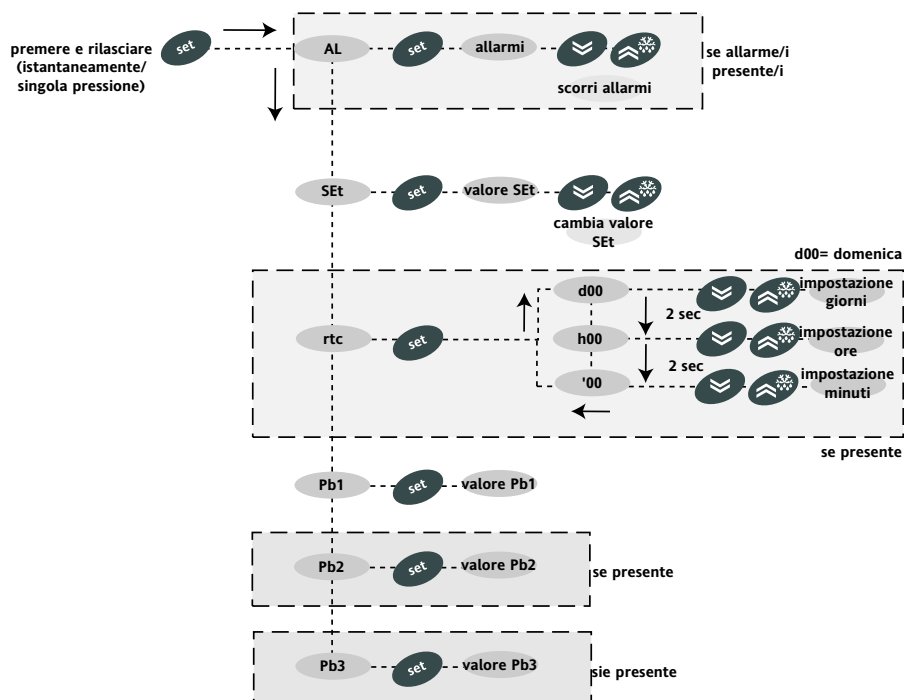 premere e rilasciare
(istantaneamente/
singola pressione)
set
AL
set
allarmi
scorri allarmi
se allarme/i
presente/i
SEt
set
valore SEt
cambia valore
SEt
d00= domenica
rtc
set
d00
2 sec
impostazione
giorni
h00
2 sec
impostazione
ore
'00
impostazione
minuti
se presente
Pb1
set
valore Pb1
Pb2
set
valore Pb2
se presente
Pb3
set
valore Pb3
sie presente